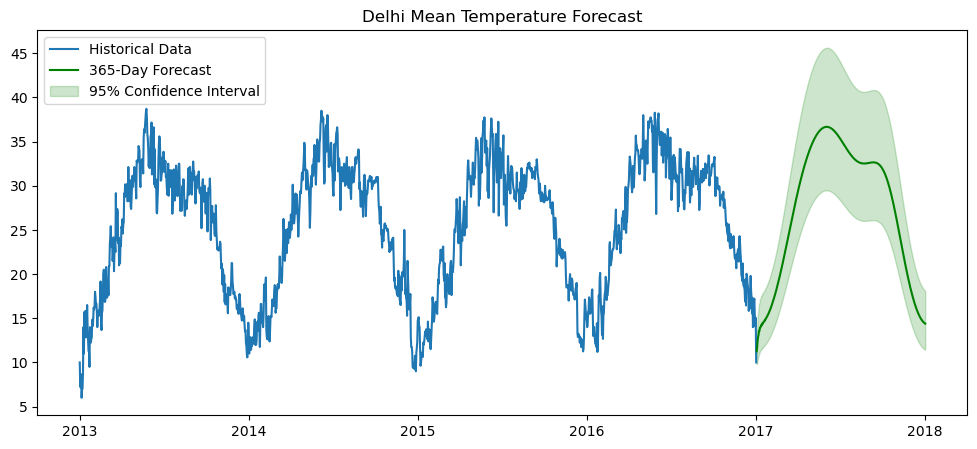 Delhi Mean Temperature Forecast
Historical Data
365-Day Forecast
95% Confidence Interval
45
40
35
30
25
20
15
10
5
2013 2014 2015 2016 2017 2018